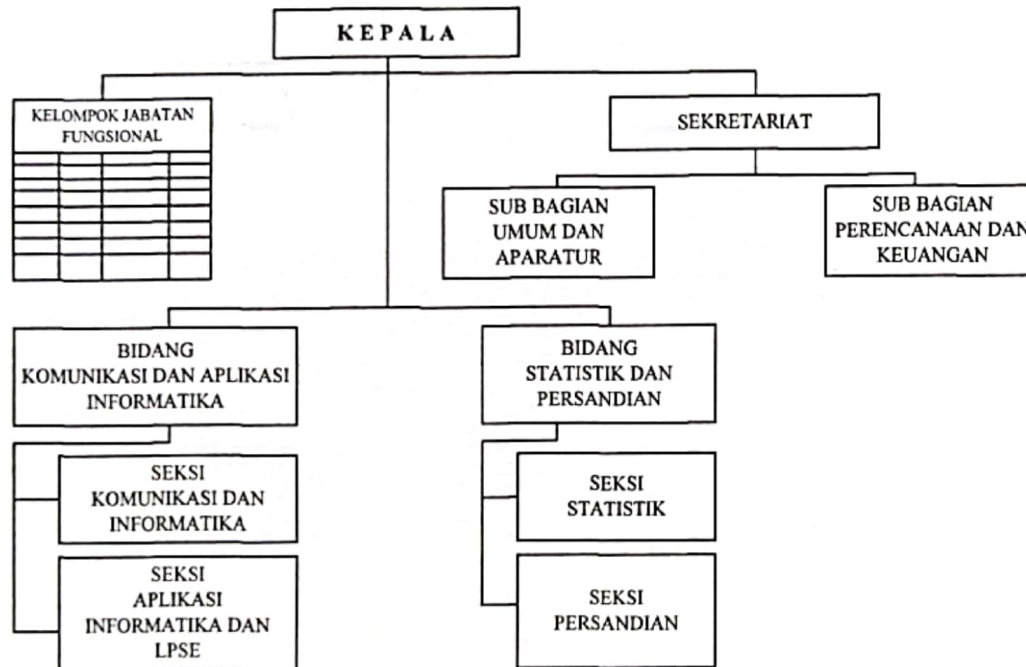 K E P A L A
KELOMPOK JABATAN
FUNGSIONAL
SEKRETARIAT
SUB BAGIAN
UMUM DAN
APARATUR
SUB BAGIAN
PERENCANAAN DAN
KEUANGAN
BIDANG
KOMUNIKASI DAN APLIKASI
INFORMATIKA
BIDANG
STATISTIK DAN
PERSANDIAN
SEKSI
KOMUNIKASI DAN
INFORMATIKA
SEKSI
STATISTIK
SEKSI
APLIKASI
INFORMATIKA DAN
LPSE
SEKSI
PERSANDIAN